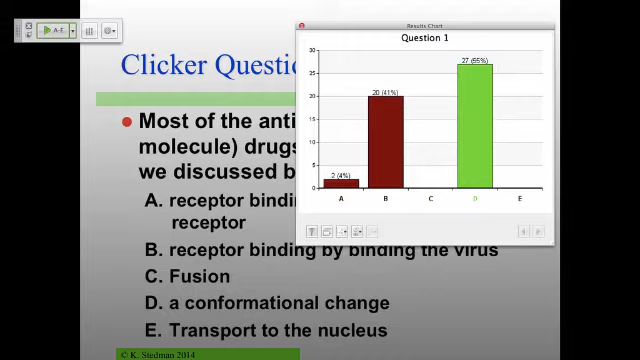 A-E
Results Chart
Question 1
30
25
20
15
10
5
0
2 (4%)
20 (41%)
27 (55%)
A
B
C
D
E
Clicker Questio
Most of the anti
molecule) drugs
we discussed b
A. receptor bindin
receptor
B. receptor binding by binding the virus
C. Fusion
D. a conformational change
E. Transport to the nucleus
© K. Stedman 2014